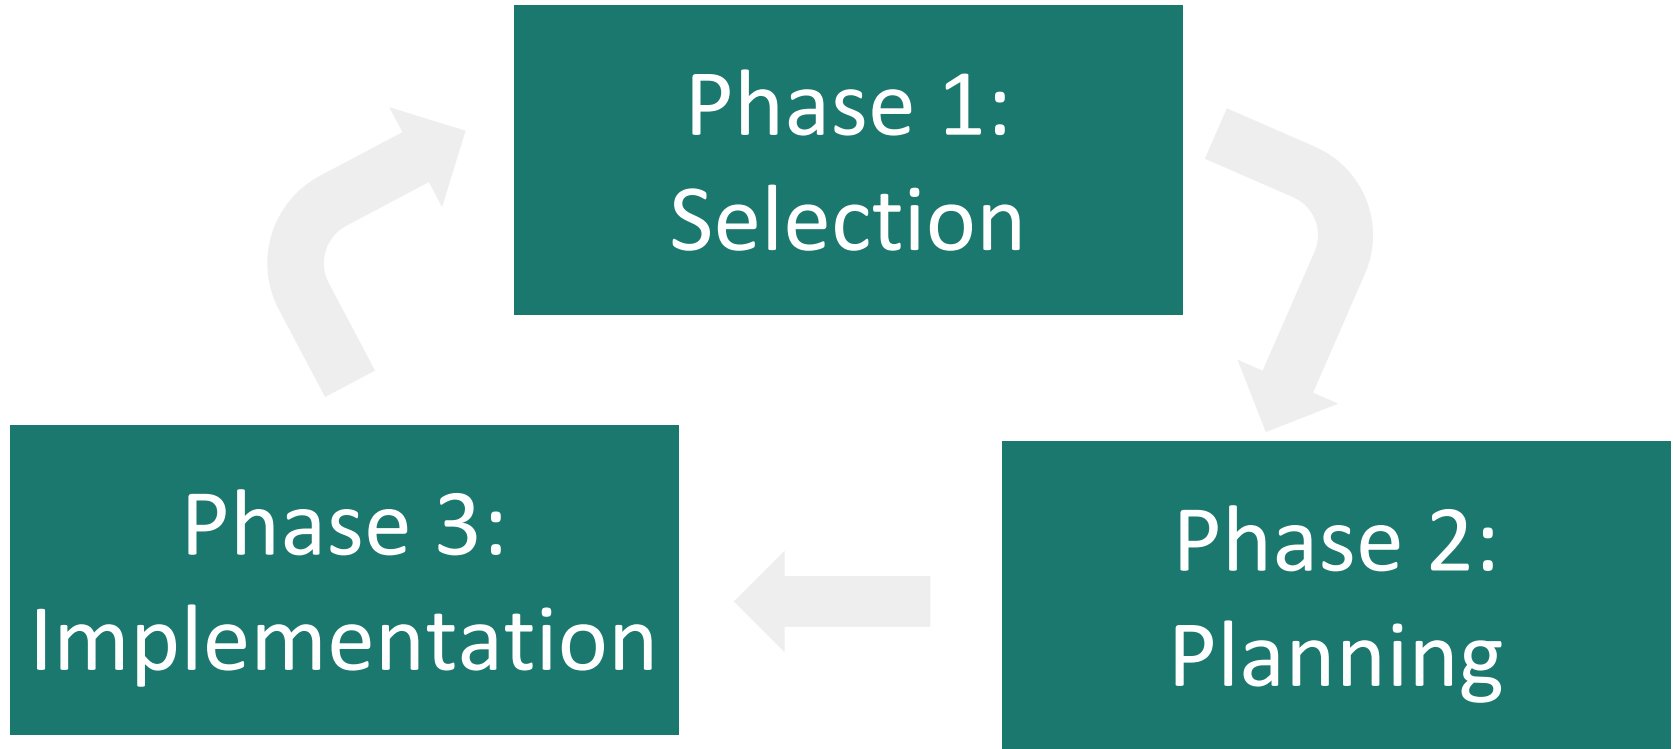 Phase 1:
Selection
Phase 2:
Planning
Phase 3:
Implementation